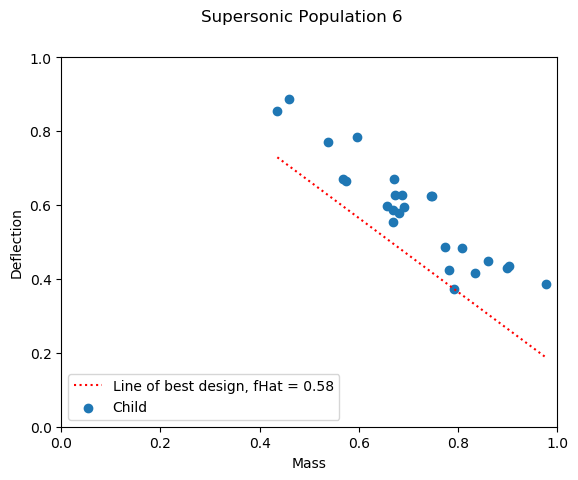 Supersonic Population 6
1.0
0.8
0.6
0.4
0.2
0.0
Deflection
Line of best design, fHat = 0.58
Child
0.0 0.2 0.4 0.6 0.8 1.0
Mass